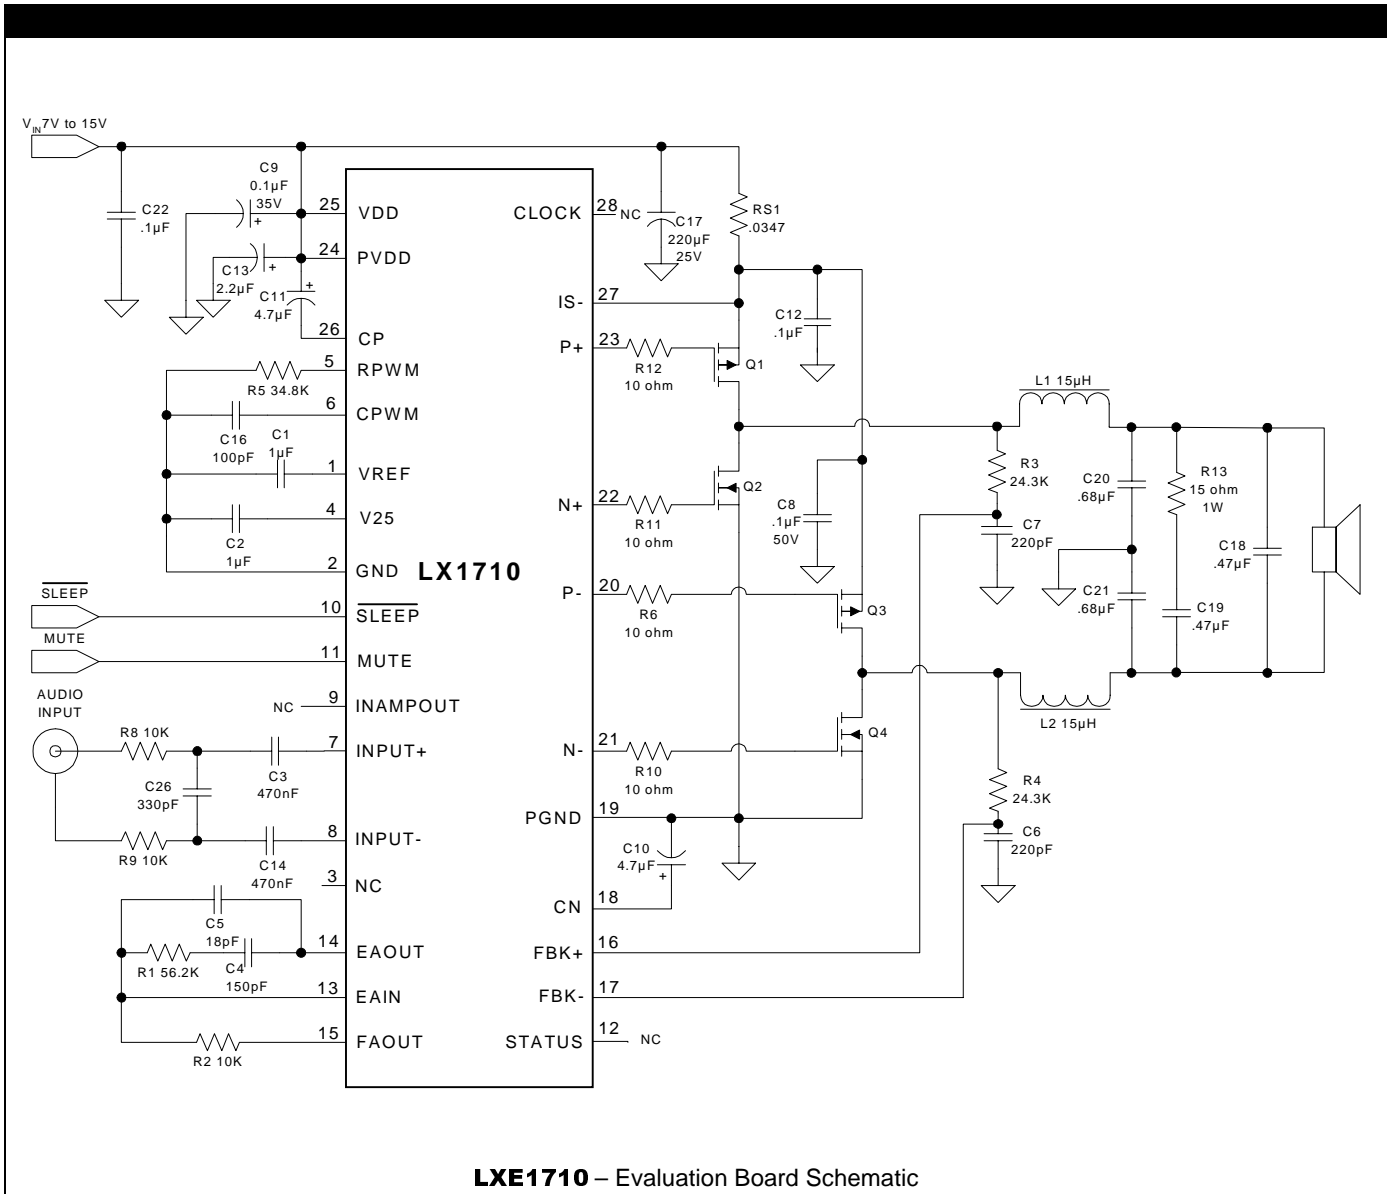 V_IN 7V to 15V
C22
.1µF
C9
0.1µF
35V
+
C13
2.2µF
+
C11
4.7µF
+
25 VDD
24 PVDD
26 CP
5 RPWM
R5 34.8K
6 CPWM
C16
100pF
C1
1µF
1 VREF
4 V25
C2
1µF
2 GND
LX1710
SLEEP
10 SLEEP
MUTE
11 MUTE
AUDIO
INPUT
NC 9 INAMPOUT
R8 10K
7 INPUT+
C3
470nF
C26
330pF
8 INPUT-
R9 10K
C14
470nF
3 NC
C5
18pF
14 EAOUT
R1 56.2K
C4
150pF
13 EAIN
15 FAOUT
R2 10K
CLOCK 28 NC
C17
220µF
25V
RS1
.0347
IS- 27
C12
.1µF
P+ 23
R12
10 ohm
Q1
N+ 22
R11
10 ohm
Q2
C8
.1µF
50V
P- 20
R6
10 ohm
Q3
N- 21
R10
10 ohm
Q4
PGND 19
C10
4.7µF
+
CN 18
FBK+ 16
FBK- 17
STATUS 12 NC
L1 15µH
R3
24.3K
C7
220pF
C20
.68µF
R13
15 ohm
1W
C18
.47µF
C21
.68µF
C19
.47µF
L2 15µH
R4
24.3K
C6
220pF
LXE1710 – Evaluation Board Schematic